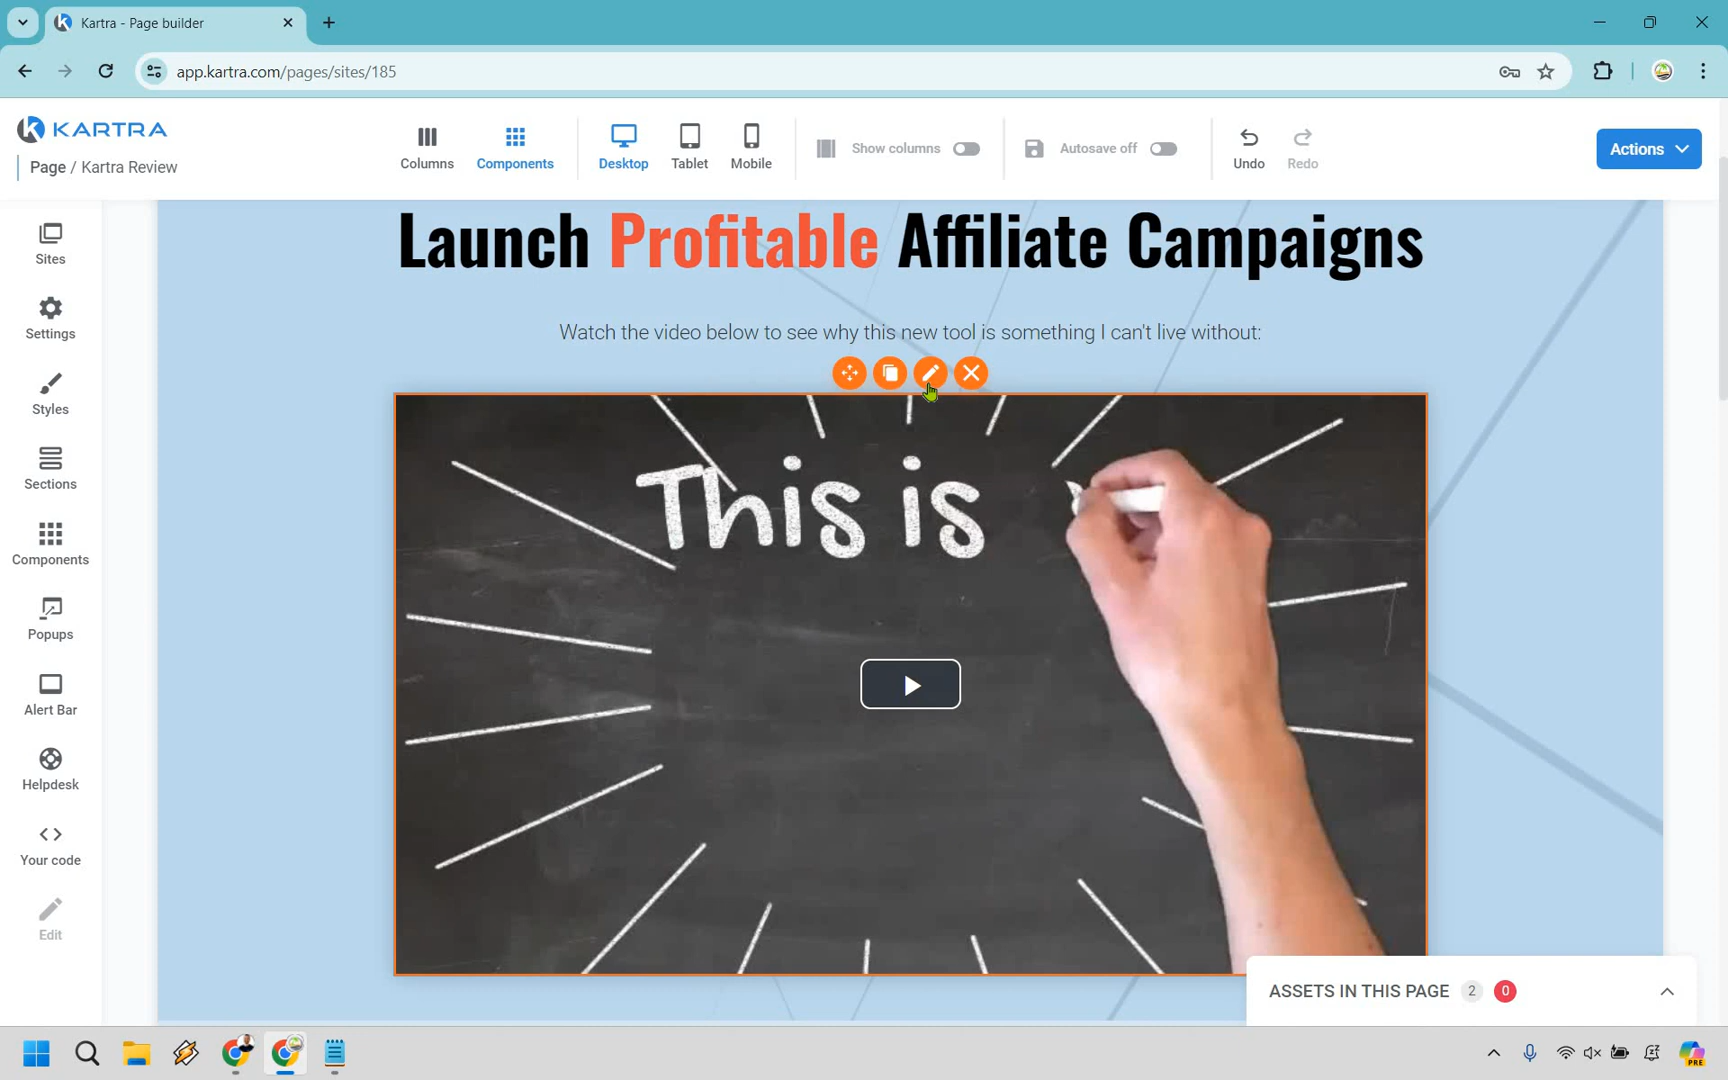 Kartra - Page builder
app.kartra.com/pages/sites/185
KARTRA
Page / Kartra Review
Columns
Components
Desktop
Tablet
Mobile
Show columns
Autosave off
Undo
Redo
Actions
Sites
Settings
Styles
Sections
Components
Popups
Alert Bar
Helpdesk
Your code
Edit
Launch Profitable Affiliate Campaigns
Watch the video below to see why this new tool is something I can't live without:
This is
ASSETS IN THIS PAGE 2 0
PRE